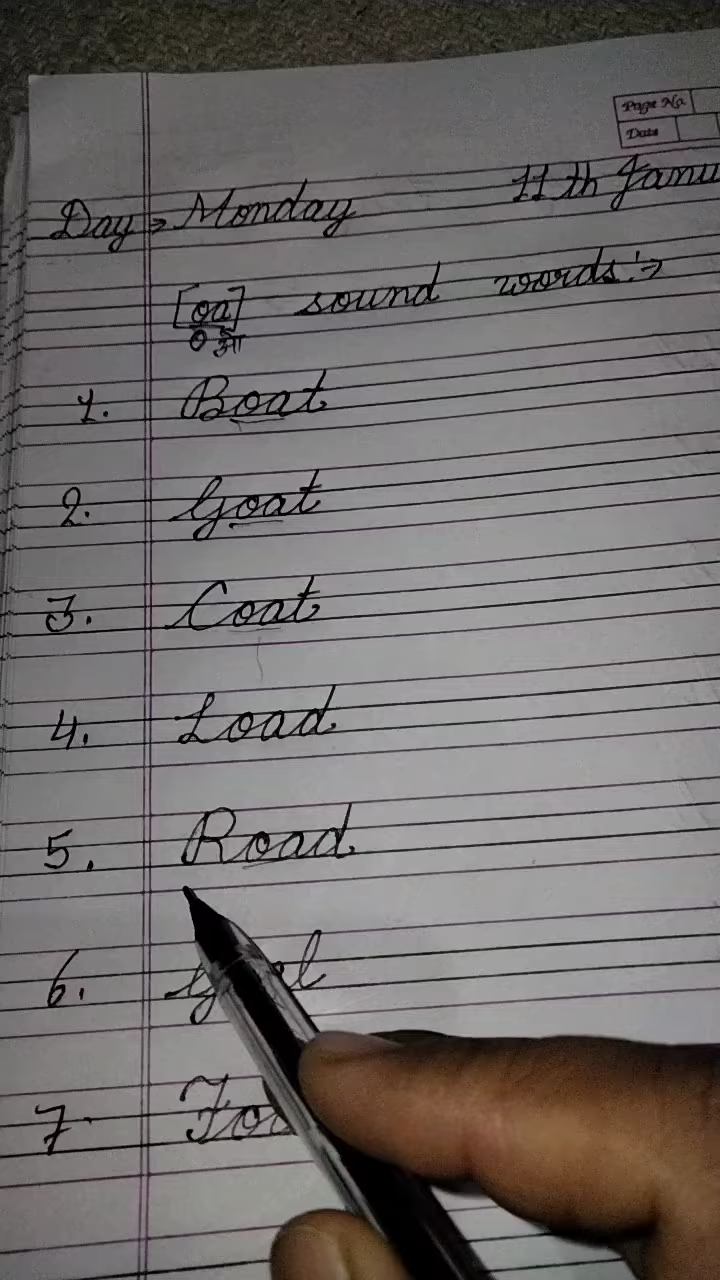 Page No.
Date
Day :> Monday 11th Janu
[oa] sound words :->
o ओ
1. Boat
2. Goat
3. Coat
4. Load
5. Road
6.
7.